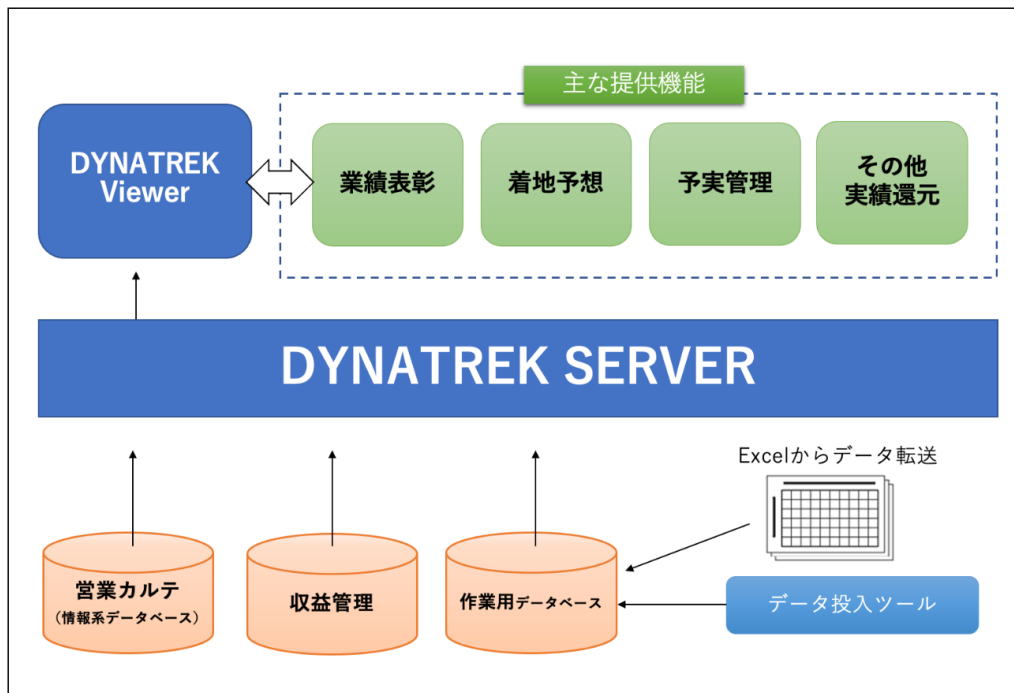 主な提供機能
DYNATREK
Viewer
業績表彰
着地予想
予実管理
その他
実績還元
DYNATREK SERVER
Excelからデータ転送
営業カルテ
（情報系データベース）
収益管理
作業用データベース
データ投入ツール